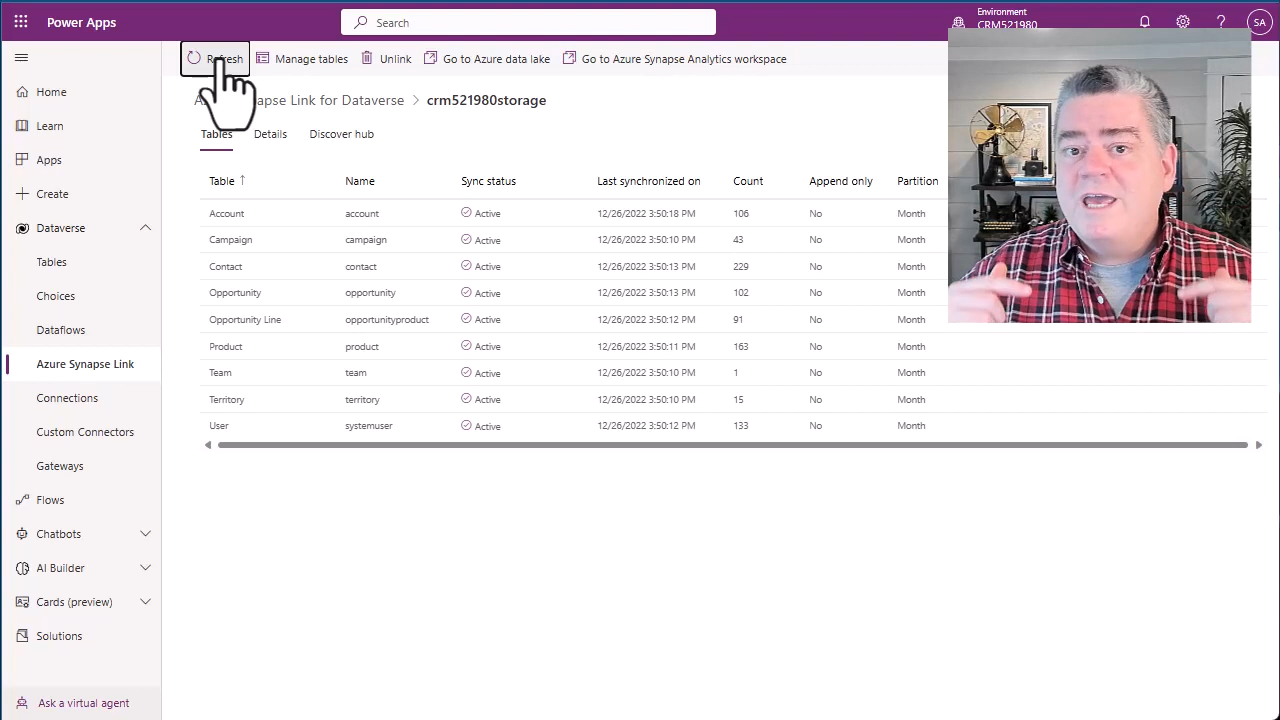 Power Apps
Search
Environment
CRM521980
SA
Refresh
Manage tables
Unlink
Go to Azure data lake
Go to Azure Synapse Analytics workspace
Home
Learn
Apps
Create
Dataverse
Tables
Choices
Dataflows
Azure Synapse Link
Connections
Custom Connectors
Gateways
Flows
Chatbots
AI Builder
Cards (preview)
Solutions
Ask a virtual agent
Link for Dataverse > crm521980storage
Tables Details Discover hub
Table ↑ Name Sync status Last synchronized on Count Append only Partition
Account account Active 12/26/2022 3:50:18 PM 106 No Month
Campaign campaign Active 12/26/2022 3:50:10 PM 43 No Month
Contact contact Active 12/26/2022 3:50:13 PM 229 No Month
Opportunity opportunity Active 12/26/2022 3:50:13 PM 102 No Month
Opportunity Line opportunityproduct Active 12/26/2022 3:50:12 PM 91 No Month
Product product Active 12/26/2022 3:50:11 PM 163 No Month
Team team Active 12/26/2022 3:50:10 PM 1 No Month
Territory territory Active 12/26/2022 3:50:10 PM 15 No Month
User systemuser Active 12/26/2022 3:50:12 PM 133 No Month